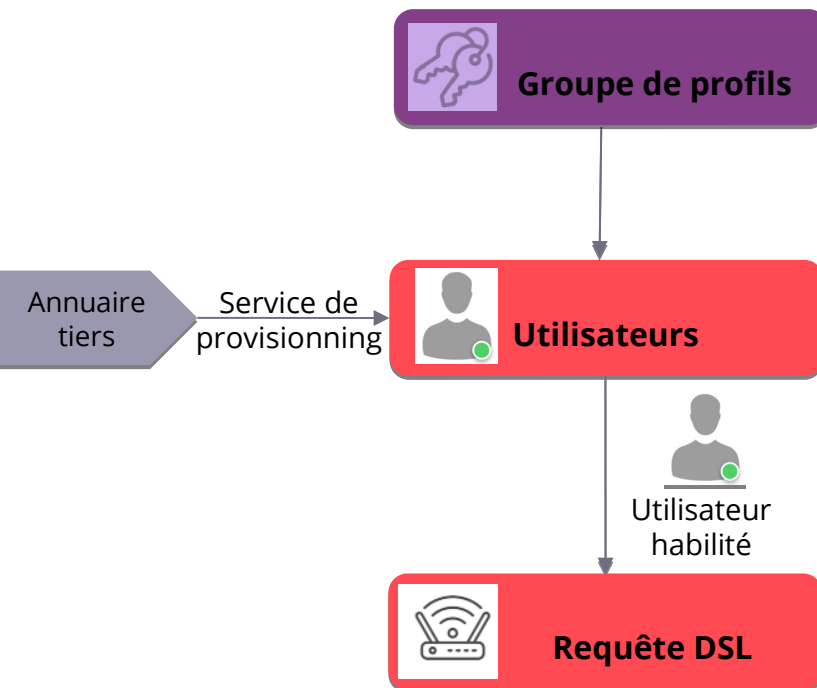 Groupe de profils
Annuaire
tiers
Service de
provisionning
Utilisateurs
Utilisateur
habilité
Requête DSL